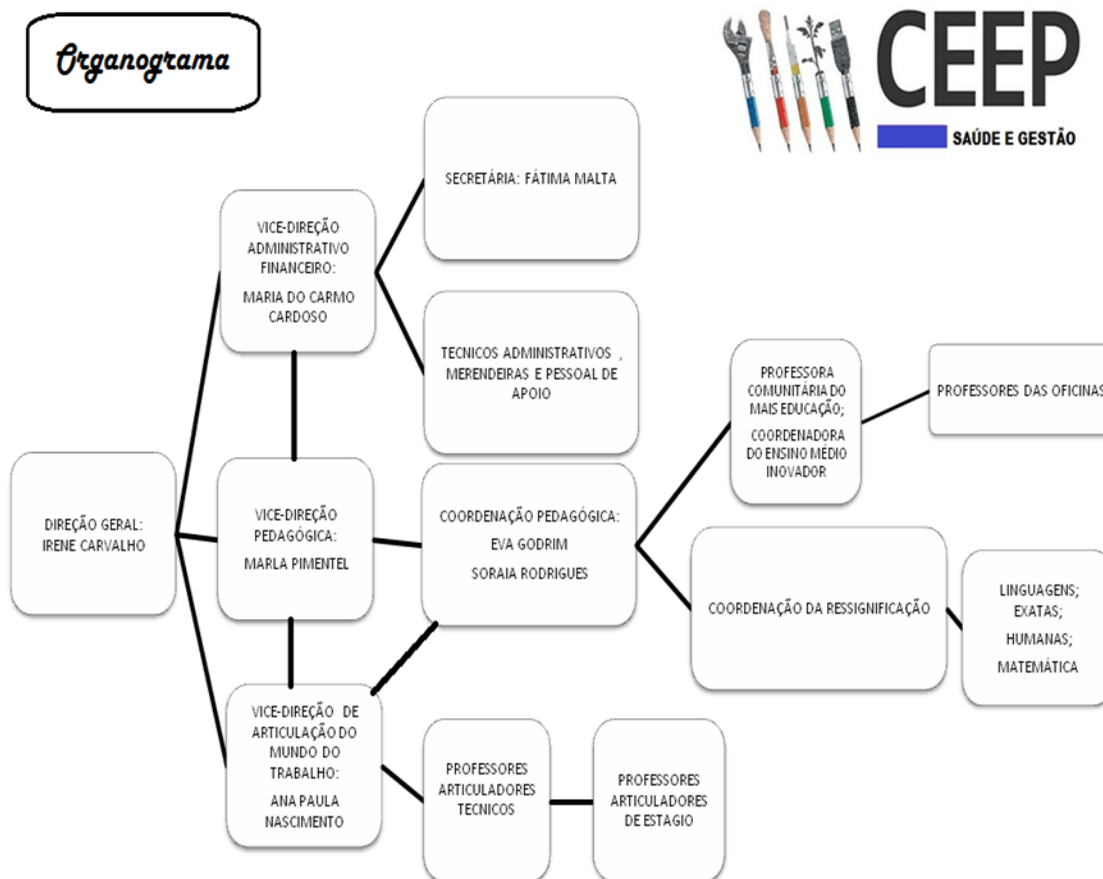 Organograma
CEEP
SAÚDE E GESTÃO
SECRETÁRIA: FÁTIMA MALTA
VICE-DIREÇÃO
ADMINISTRATIVO
FINANCEIRO:
MARIA DO CARMO
CARDOSO
TECNICOS ADMINISTRATIVOS ,
MERENDEIRAS E PESSOAL DE
APOIO
PROFESSORA
COMUNITÁRIA DO
MAIS EDUCAÇÃO;
COORDENADORA
DO ENSINO MÉDIO
INOVADOR
PROFESSORES DAS OFICINAS
DIREÇÃO GERAL:
IRENE CARVALHO
VICE-DIREÇÃO
PEDAGÓGICA:
MARLA PIMENTEL
COORDENAÇÃO PEDAGÓGICA:
EVA GODRIM
SORAIA RODRIGUES
COORDENAÇÃO DA RESSIGNIFICAÇÃO
LINGUAGENS;
EXATAS;
HUMANAS;
MATEMÁTICA
VICE-DIREÇÃO DE
ARTICULAÇÃO DO
MUNDO DO
TRABALHO:
ANA PAULA
NASCIMENTO
PROFESSORES
ARTICULADORES
TECNICOS
PROFESSORES
ARTICULADORES
DE ESTAGIO